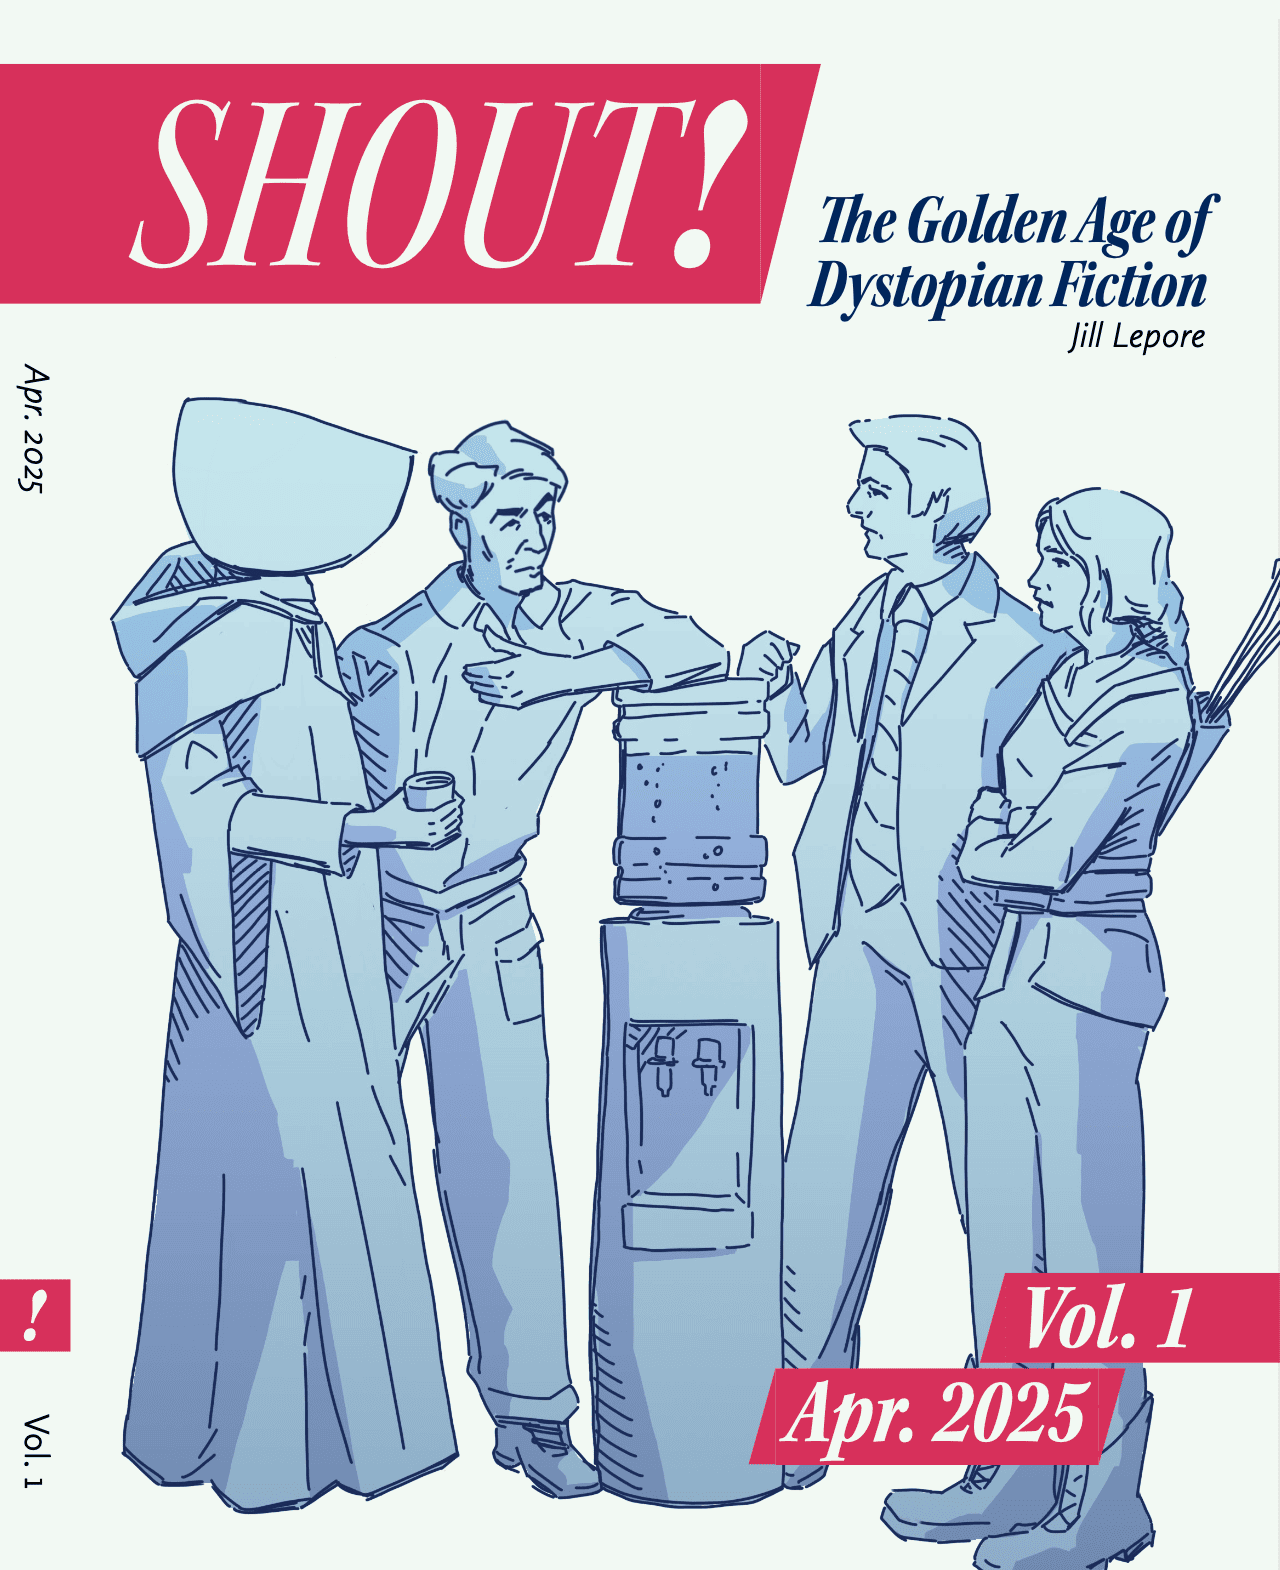 SHOUT!
The Golden Age of
Dystopian Fiction
Jill Lepore
Apr. 2025
!
Vol. 1
Vol. 1
Apr. 2025